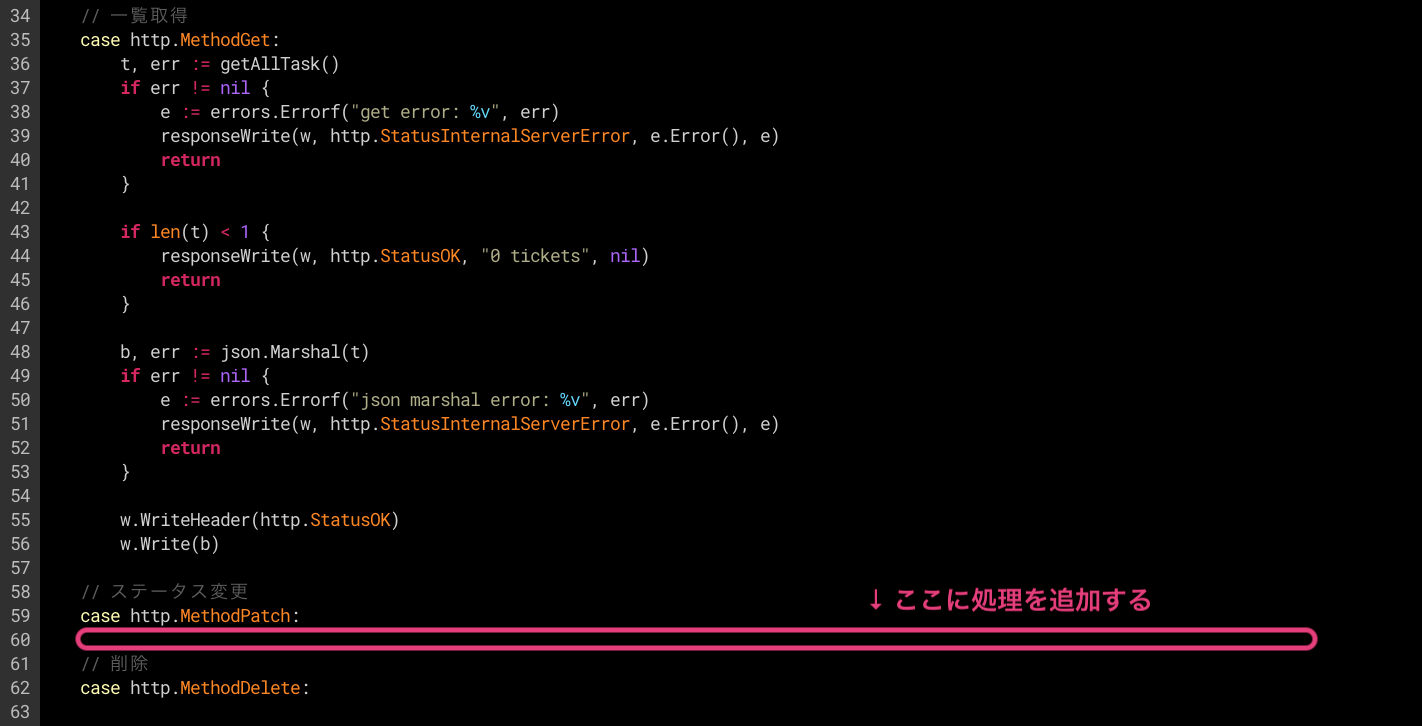 34 // 一覧取得
35 case http.MethodGet:
36 t, err := getAllTask()
37 if err != nil {
38 e := errors.Errorf("get error: %v", err)
39 responseWrite(w, http.StatusInternalServerError, e.Error(), e)
40 return
41 }
42
43 if len(t) < 1 {
44 responseWrite(w, http.StatusOK, "0 tickets", nil)
45 return
46 }
47
48 b, err := json.Marshal(t)
49 if err != nil {
50 e := errors.Errorf("json marshal error: %v", err)
51 responseWrite(w, http.StatusInternalServerError, e.Error(), e)
52 return
53 }
54
55 w.WriteHeader(http.StatusOK)
56 w.Write(b)
57
58 // ステータス変更
↓ ここに処理を追加する
59 case http.MethodPatch:
60
61 // 削除
62 case http.MethodDelete:
63